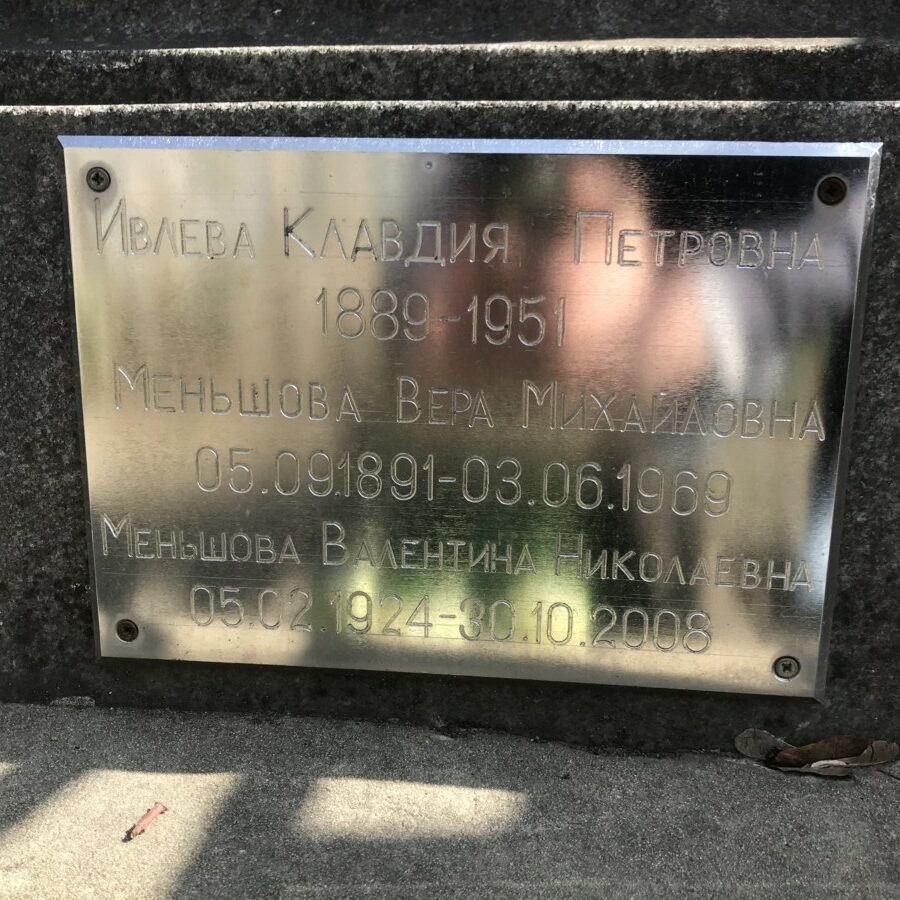 Ивлева Клавдия Петровна
1889-1951
Меньшова Вера Михайловна
05.09.1891-03.06.1969
Меньшова Валентина Николаевна
05.02.1924-30.10.2008